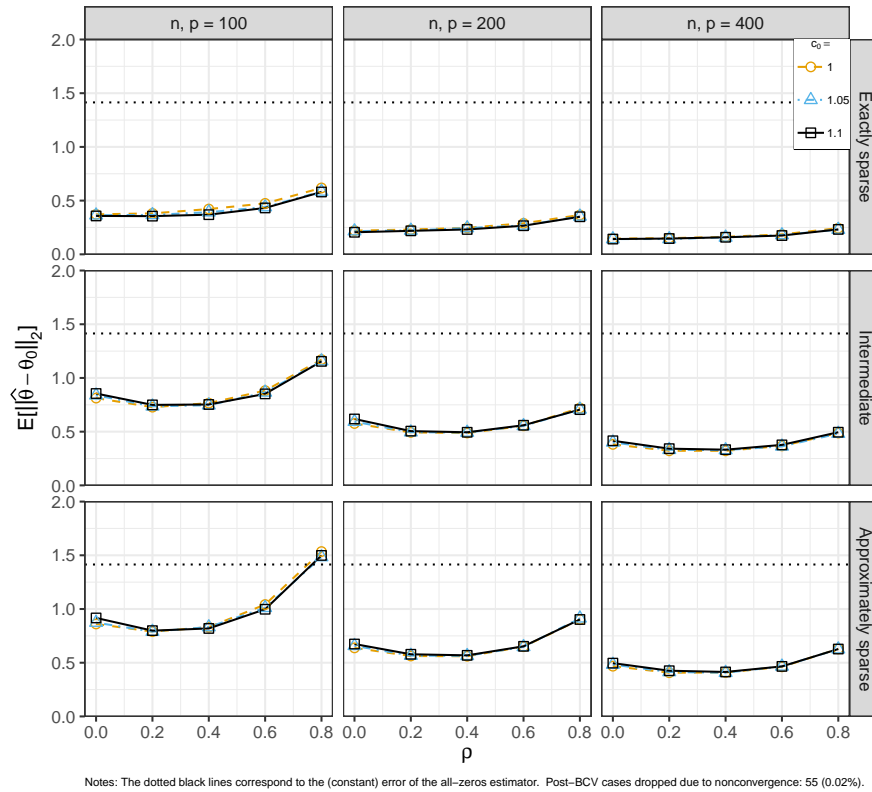 n, p = 100
n, p = 200
n, p = 400
2.0
1.5
1.0
0.5
0.0
Exactly sparse
c₀ =
1
1.05
1.1
2.0
1.5
1.0
0.5
0.0
Intermediate
E[||θ̂ − θ₀||₂]
2.0
1.5
1.0
0.5
0.0
Approximately sparse
0.0 0.2 0.4 0.6 0.8
0.0 0.2 0.4 0.6 0.8
0.0 0.2 0.4 0.6 0.8
ρ
Notes: The dotted black lines correspond to the (constant) error of the all−zeros estimator. Post−BCV cases dropped due to nonconvergence: 55 (0.02%).